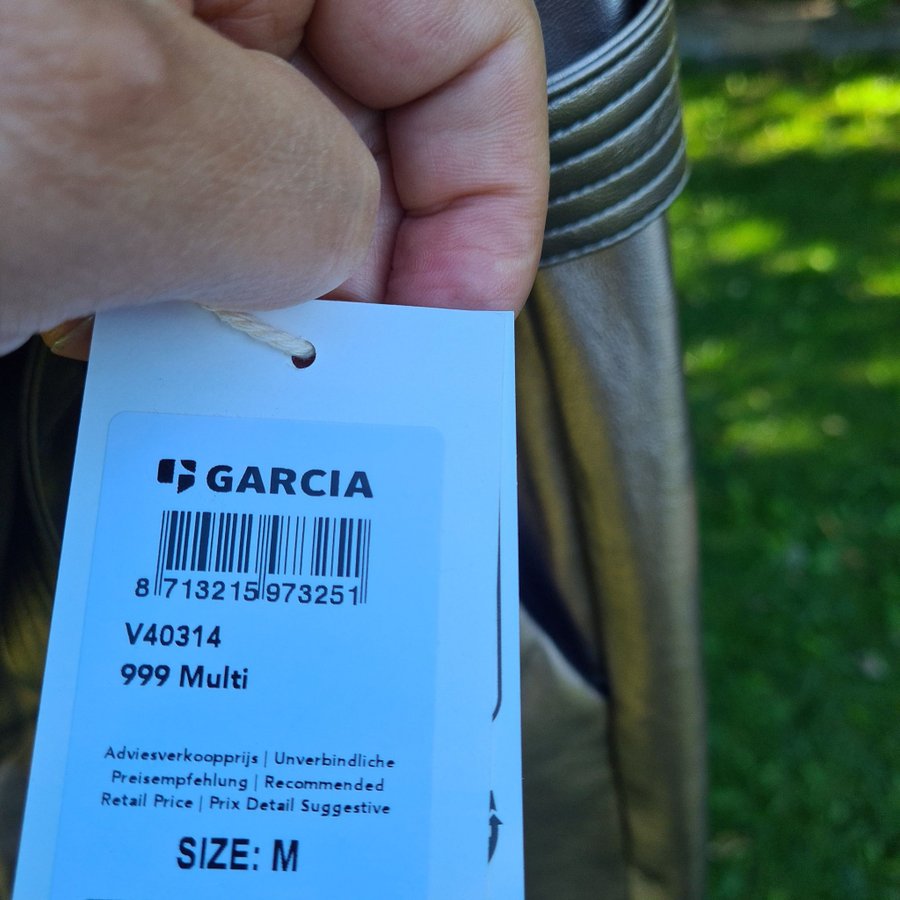 GARCIA
8 713215 973251
V40314
999 Multi
Adviesverkoopprijs | Unverbindliche
Preisempfehlung | Recommended
Retail Price | Prix Detail Suggestive
SIZE: M